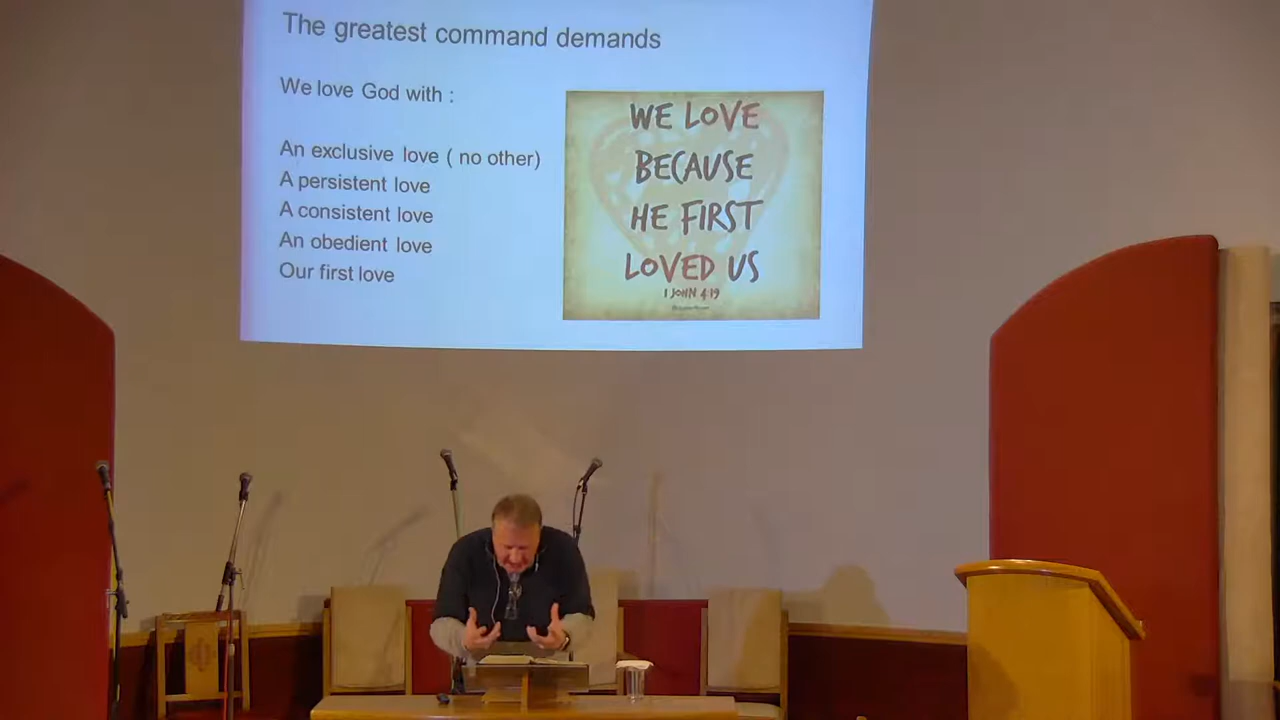 The greatest command demands
We love God with :
An exclusive love ( no other)
A persistent love
A consistent love
An obedient love
Our first love
WE LOVE
BECAUSE
HE FIRST
LOVED US
1 JOHN 4:19